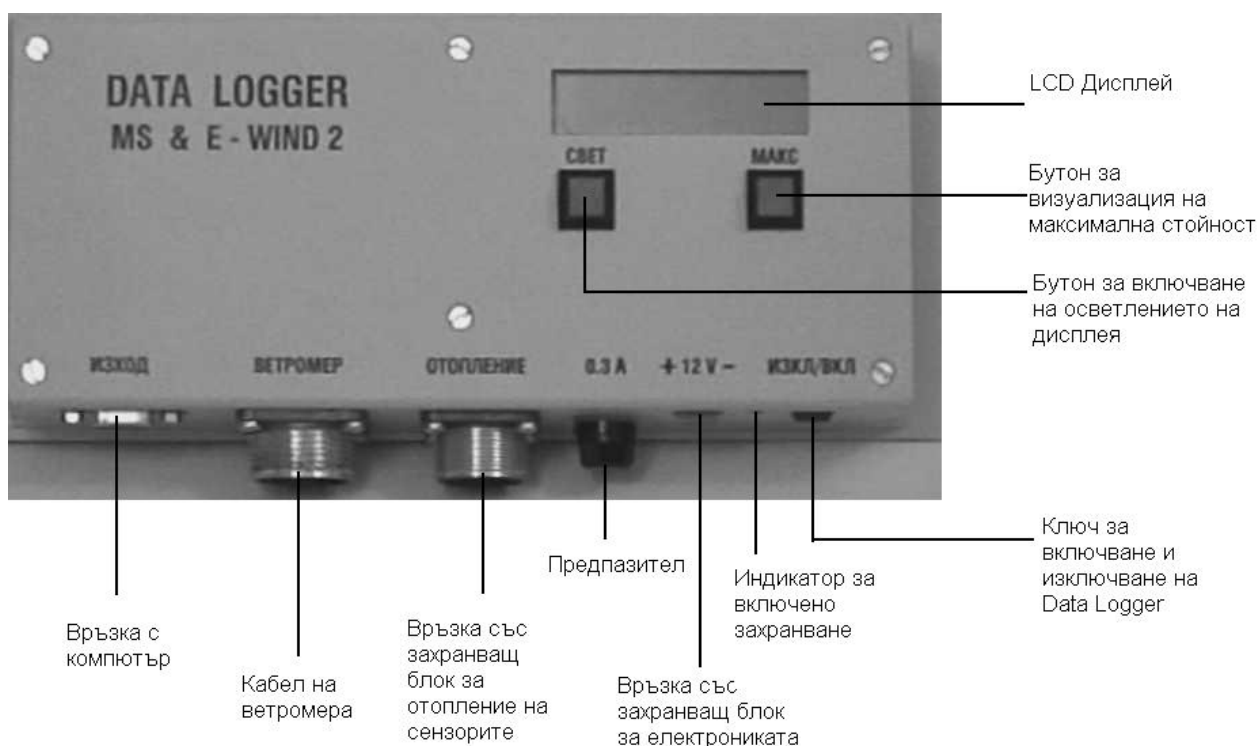 DATA LOGGER
MS & E - WIND 2
СВЕТ
МАКС
LCD Дисплей
Бутон за
визуализация на
максимална стойност
Бутон за включване
на осветлението на
дисплея
ИЗХОД
ВЕТРОМЕР
ОТОПЛЕНИЕ
0.3 А
+ 12 V -
ИЗКЛ/ВКЛ
Връзка с
компютър
Кабел на
ветромера
Връзка със
захранващ
блок за
отопление на
сензорите
Предпазител
Връзка със
захранващ блок
за електрониката
Индикатор за
включено
захранване
Ключ за
включване и
изключване на
Data Logger